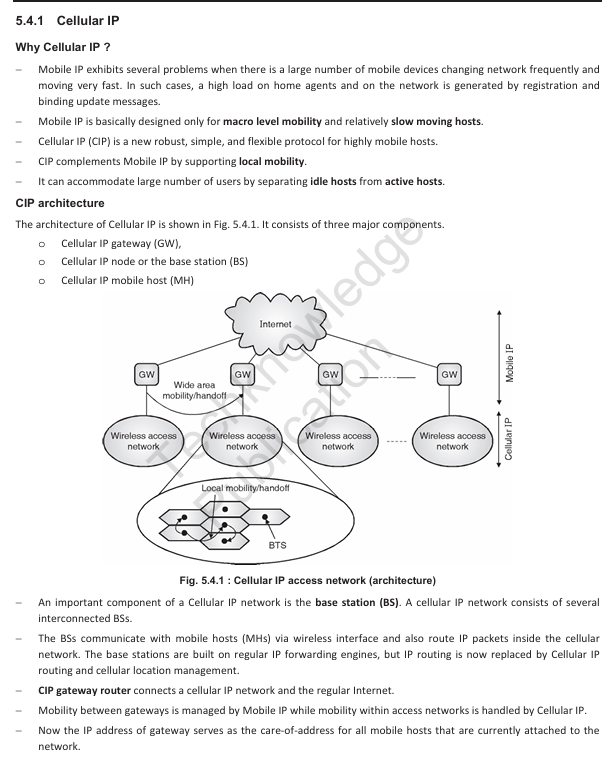 5.4.1 Cellular IP
Why Cellular IP ?
– Mobile IP exhibits several problems when there is a large number of mobile devices changing network frequently and
moving very fast. In such cases, a high load on home agents and on the network is generated by registration and
binding update messages.
– Mobile IP is basically designed only for macro level mobility and relatively slow moving hosts.
– Cellular IP (CIP) is a new robust, simple, and flexible protocol for highly mobile hosts.
– CIP complements Mobile IP by supporting local mobility.
– It can accommodate large number of users by separating idle hosts from active hosts.
CIP architecture
The architecture of Cellular IP is shown in Fig. 5.4.1. It consists of three major components.
o Cellular IP gateway (GW),
o Cellular IP node or the base station (BS)
o Cellular IP mobile host (MH)
Internet
GW GW GW GW
Wide area
mobility/handoff
Mobile IP
Wireless access
network
Wireless access
network
Wireless access
network
Wireless access
network
Cellular IP
Local mobility/handoff
BTS
TechKnowledge
Publication
Fig. 5.4.1 : Cellular IP access network (architecture)
– An important component of a Cellular IP network is the base station (BS). A cellular IP network consists of several
interconnected BSs.
– The BSs communicate with mobile hosts (MHs) via wireless interface and also route IP packets inside the cellular
network. The base stations are built on regular IP forwarding engines, but IP routing is now replaced by Cellular IP
routing and cellular location management.
– CIP gateway router connects a cellular IP network and the regular Internet.
– Mobility between gateways is managed by Mobile IP while mobility within access networks is handled by Cellular IP.
– Now the IP address of gateway serves as the care-of-address for all mobile hosts that are currently attached to the
network.